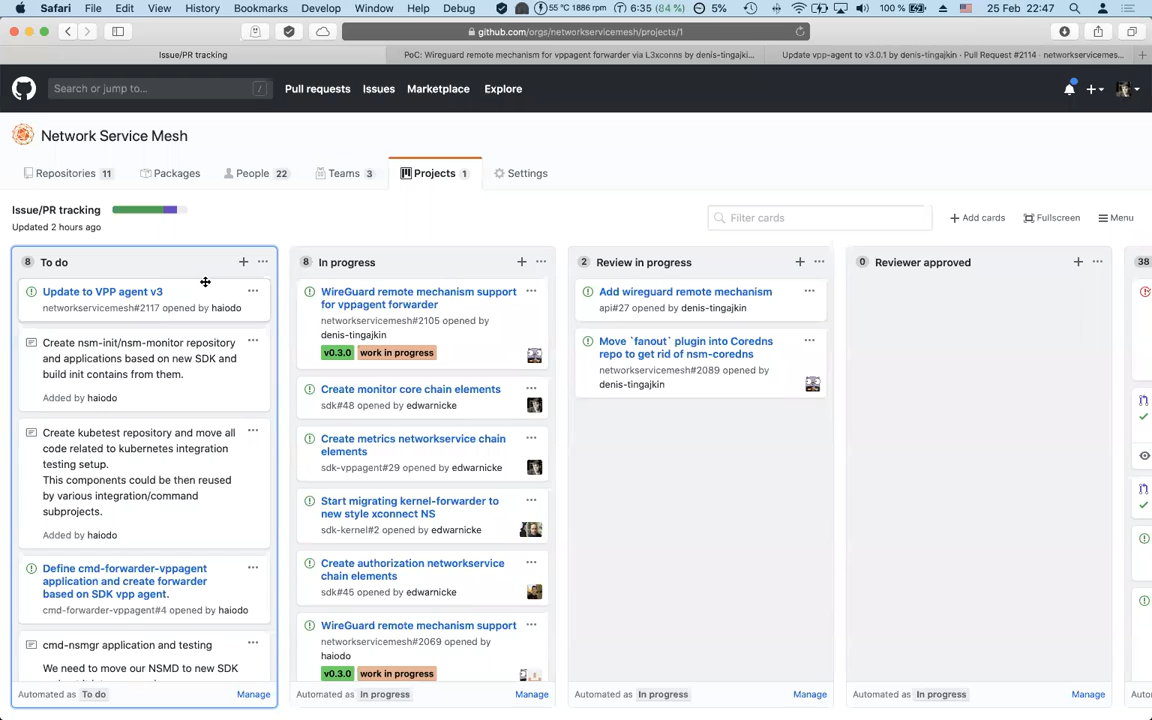 Safari File Edit View History Bookmarks Develop Window Help Debug 55 °C 1886 rpm 6:35 (84 %) 5% 100 % 25 Feb 22:47
github.com/orgs/networkservicemesh/projects/1
Issue/PR tracking
PoC: Wireguard remote mechanism for vppagent forwarder via L3xconns by denis-tingajki...
Update vpp-agent to v3.0.1 by denis-tingajkin · Pull Request #2114 · networkservicemes...
Search or jump to... /
Pull requests Issues Marketplace Explore
Network Service Mesh
Repositories 11 Packages People 22 Teams 3 Projects 1 Settings
Issue/PR tracking
Updated 2 hours ago
Filter cards
+ Add cards Fullscreen Menu
8 To do
Update to VPP agent v3
networkservicemesh#2117 opened by haiodo
Create nsm-init/nsm-monitor repository
and applications based on new SDK and
build init contains from them.
Added by haiodo
Create kubetest repository and move all
code related to kubernetes integration
testing setup.
This components could be then reused
by various integration/command
subprojects.
Added by haiodo
Define cmd-forwarder-vppagent
application and create forwarder
based on SDK vpp agent.
cmd-forwarder-vppagent#4 opened by haiodo
cmd-nsmgr application and testing
We need to move our NSMD to new SDK
Automated as To do Manage
8 In progress
WireGuard remote mechanism support
for vppagent forwarder
networkservicemesh#2105 opened by
denis-tingajkin
v0.3.0 work in progress
Create monitor core chain elements
sdk#48 opened by edwarnicke
Create metrics networkservice chain
elements
sdk-vppagent#29 opened by edwarnicke
Start migrating kernel-forwarder to
new style xconnect NS
sdk-kernel#2 opened by edwarnicke
Create authorization networkservice
chain elements
sdk#45 opened by edwarnicke
WireGuard remote mechanism support
networkservicemesh#2069 opened by
haiodo
v0.3.0 work in progress
Automated as In progress Manage
2 Review in progress
Add wireguard remote mechanism
api#27 opened by denis-tingajkin
Move `fanout` plugin into Coredns
repo to get rid of nsm-coredns
networkservicemesh#2089 opened by
denis-tingajkin
Automated as In progress Manage
0 Reviewer approved
Automated as In progress Manage
38
Auto